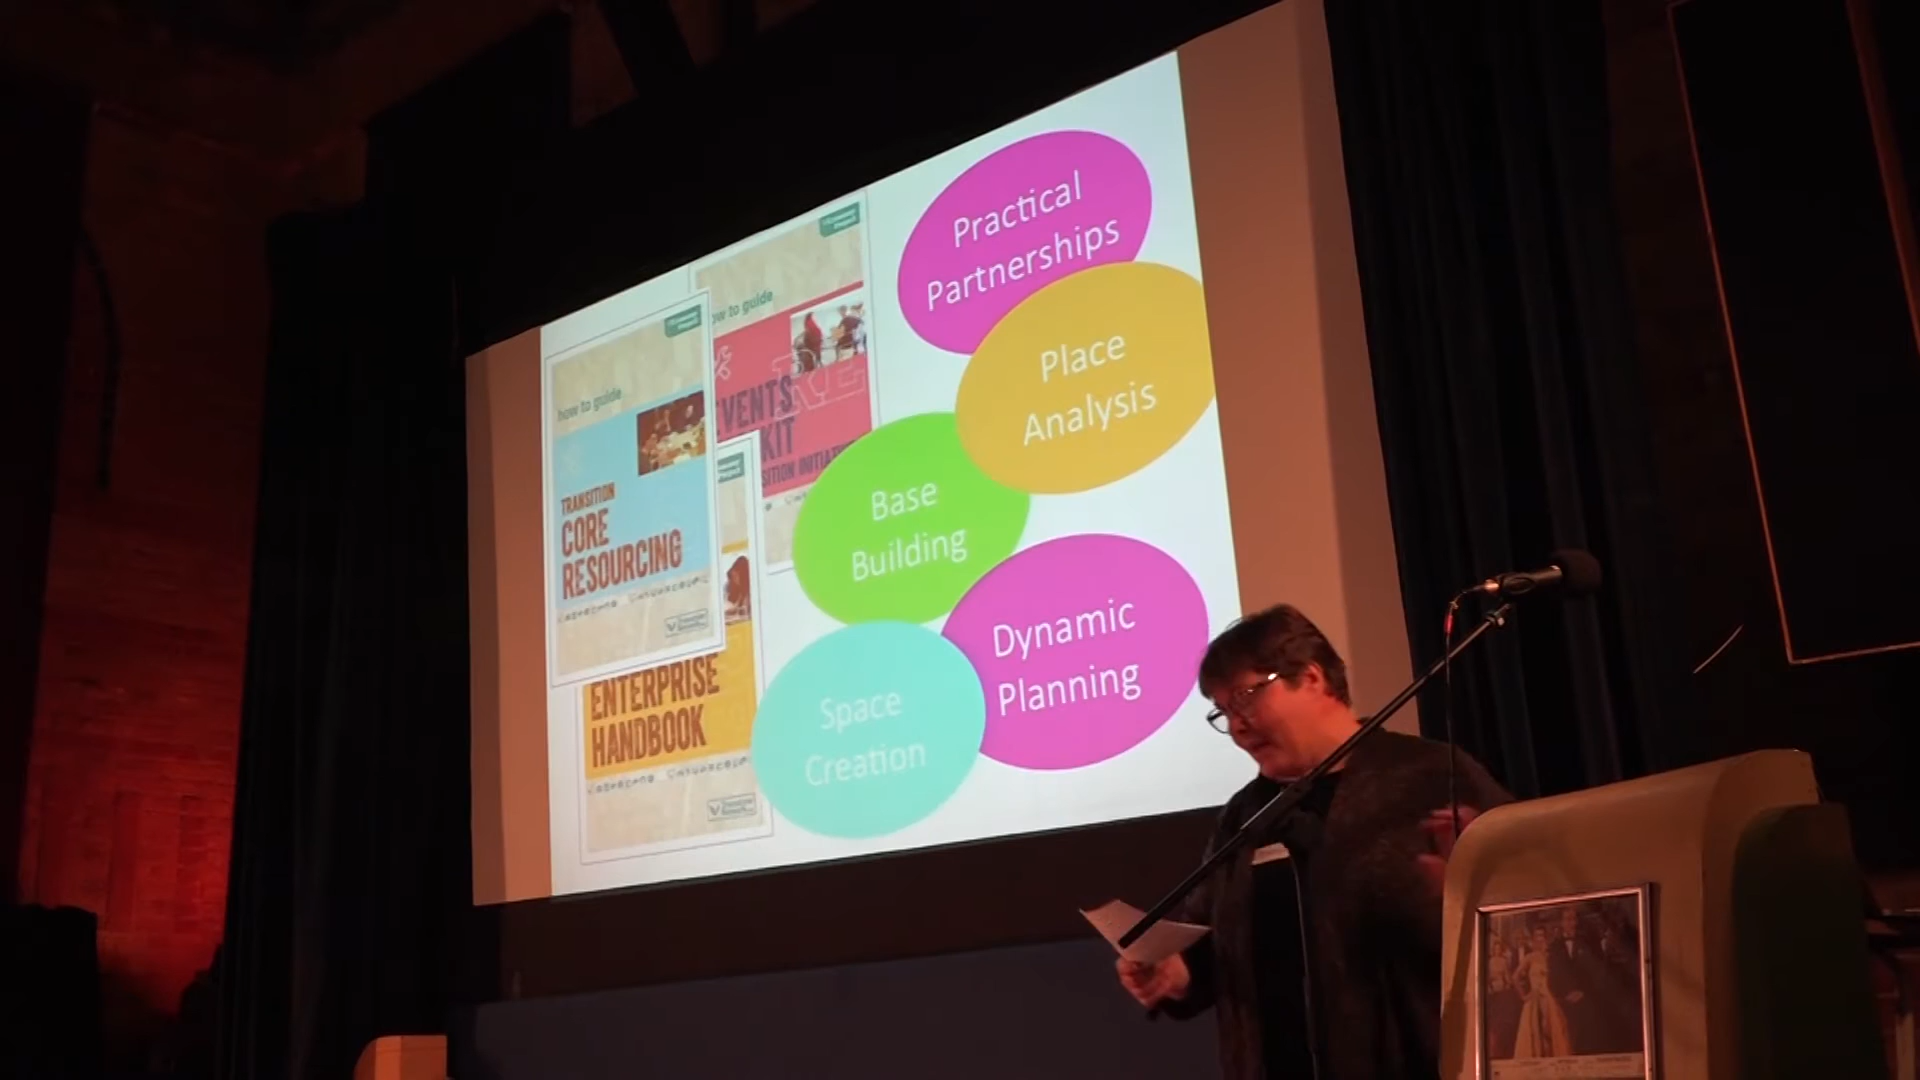 how to guide
TRANSITION
CORE
RESOURCING
how to guide
EVENTS
KIT
ENTERPRISE
HANDBOOK
Practical
Partnerships
Place
Analysis
Base
Building
Dynamic
Planning
Space
Creation